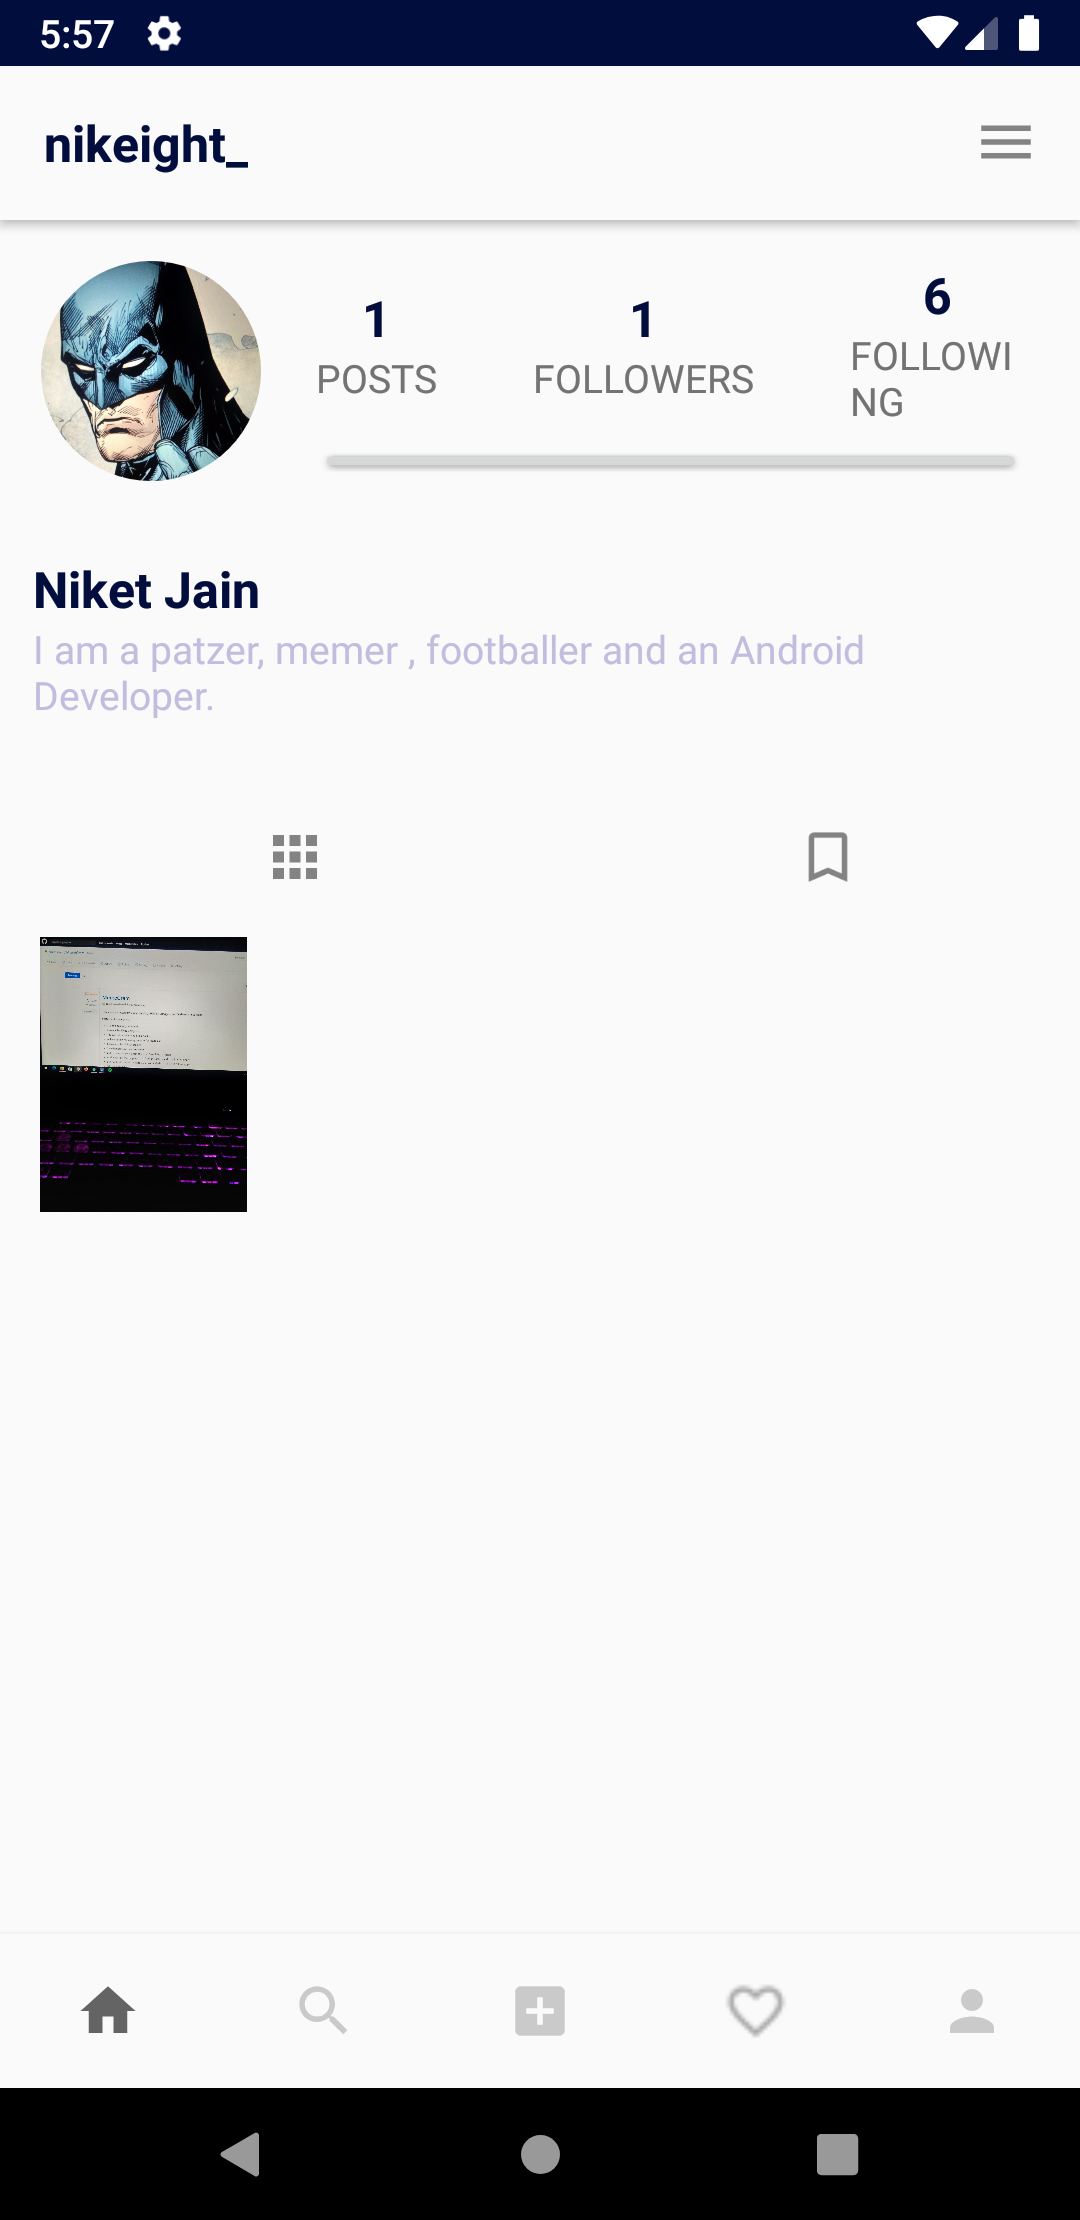 5:57
nikeight_
1
POSTS
1
FOLLOWERS
6
FOLLOWI
NG
Niket Jain
I am a patzer, memer , footballer and an Android
Developer.